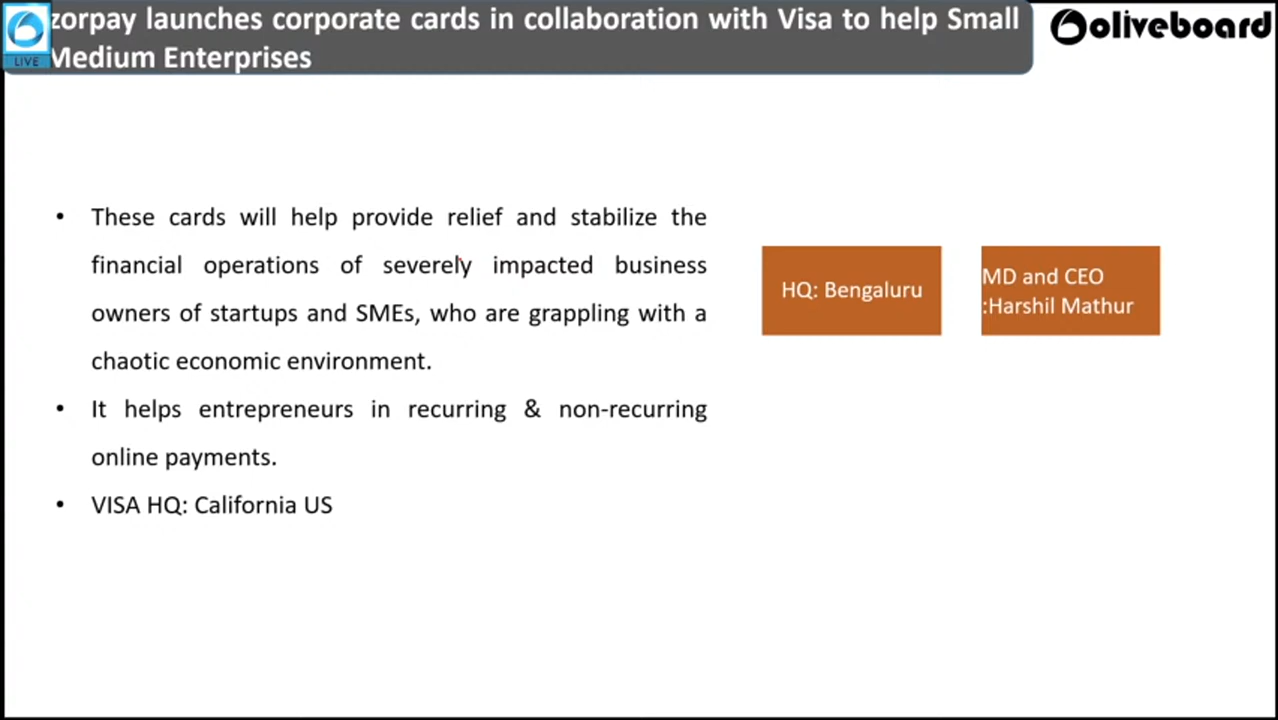 zorpay launches corporate cards in collaboration with Visa to help Small
Medium Enterprises
LIVE
oliveboard
• These cards will help provide relief and stabilize the
financial operations of severely impacted business
owners of startups and SMEs, who are grappling with a
chaotic economic environment.
• It helps entrepreneurs in recurring & non-recurring
online payments.
• VISA HQ: California US
HQ: Bengaluru
MD and CEO
:Harshil Mathur